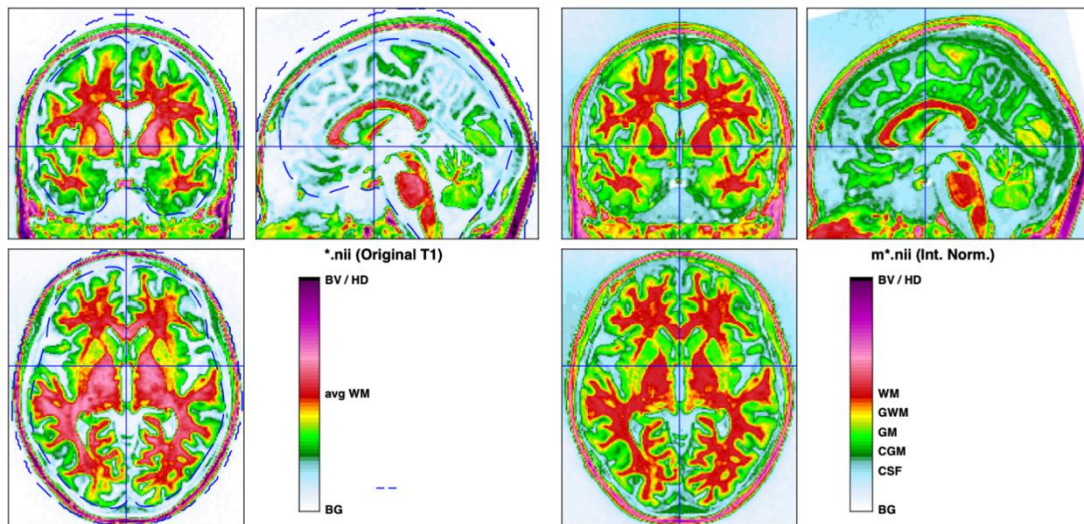 *.nii (Original T1)
BV / HD
avg WM
BG
m*.nii (Int. Norm.)
BV / HD
WM
GWM
GM
CGM
CSF
BG